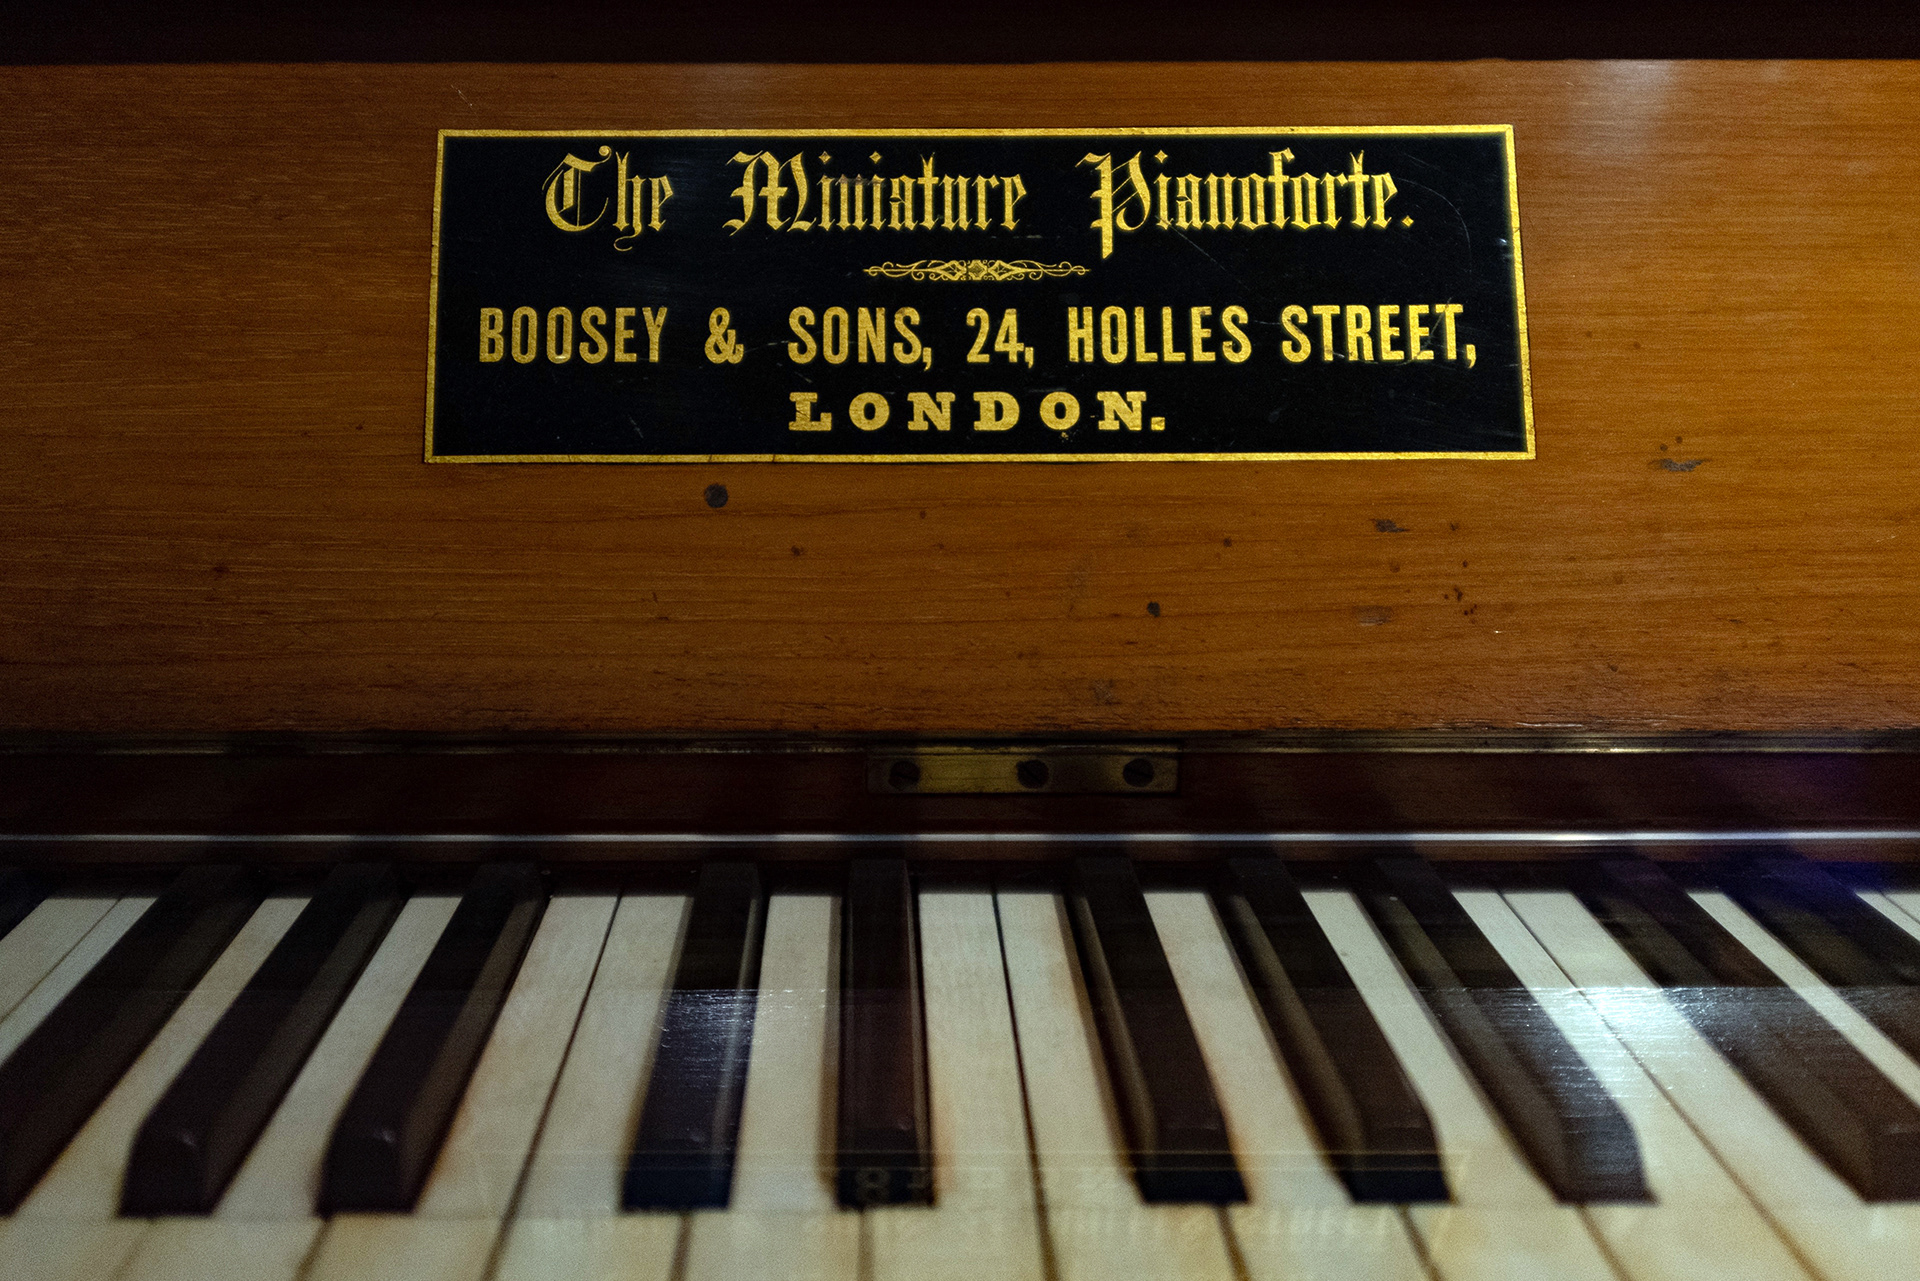 The Miniature Pianoforte.
BOOSEY & SONS, 24, HOLLES STREET,
LONDON.